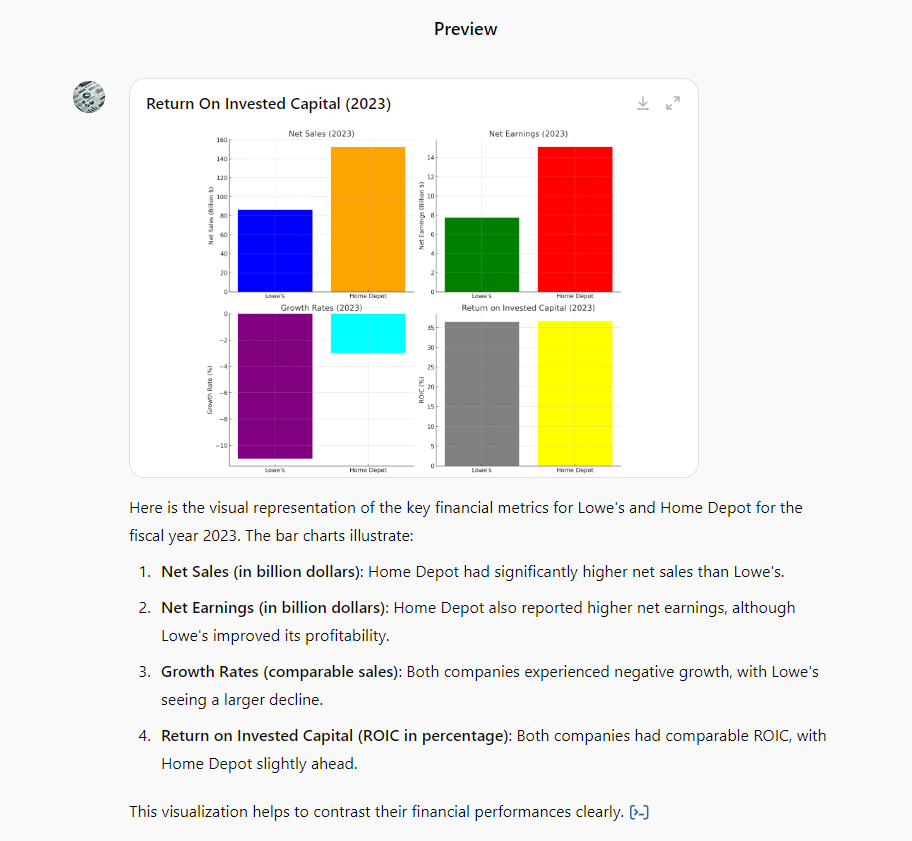 Preview
Return On Invested Capital (2023)
Net Sales (2023)
Net Sales (Billion $)
160
140
120
100
80
60
40
20
0
Lowe's
Home Depot
Net Earnings (2023)
Net Earnings (Billion $)
14
12
10
8
6
4
2
0
Lowe's
Home Depot
Growth Rates (2023)
Growth Rate (%)
0
−2
−4
−6
−8
−10
Lowe's
Home Depot
Return on Invested Capital (2023)
ROIC (%)
35
30
25
20
15
10
5
0
Lowe's
Home Depot
Here is the visual representation of the key financial metrics for Lowe's and Home Depot for the
fiscal year 2023. The bar charts illustrate:
1. Net Sales (in billion dollars): Home Depot had significantly higher net sales than Lowe's.
2. Net Earnings (in billion dollars): Home Depot also reported higher net earnings, although
Lowe's improved its profitability.
3. Growth Rates (comparable sales): Both companies experienced negative growth, with Lowe's
seeing a larger decline.
4. Return on Invested Capital (ROIC in percentage): Both companies had comparable ROIC, with
Home Depot slightly ahead.
This visualization helps to contrast their financial performances clearly. [>-]